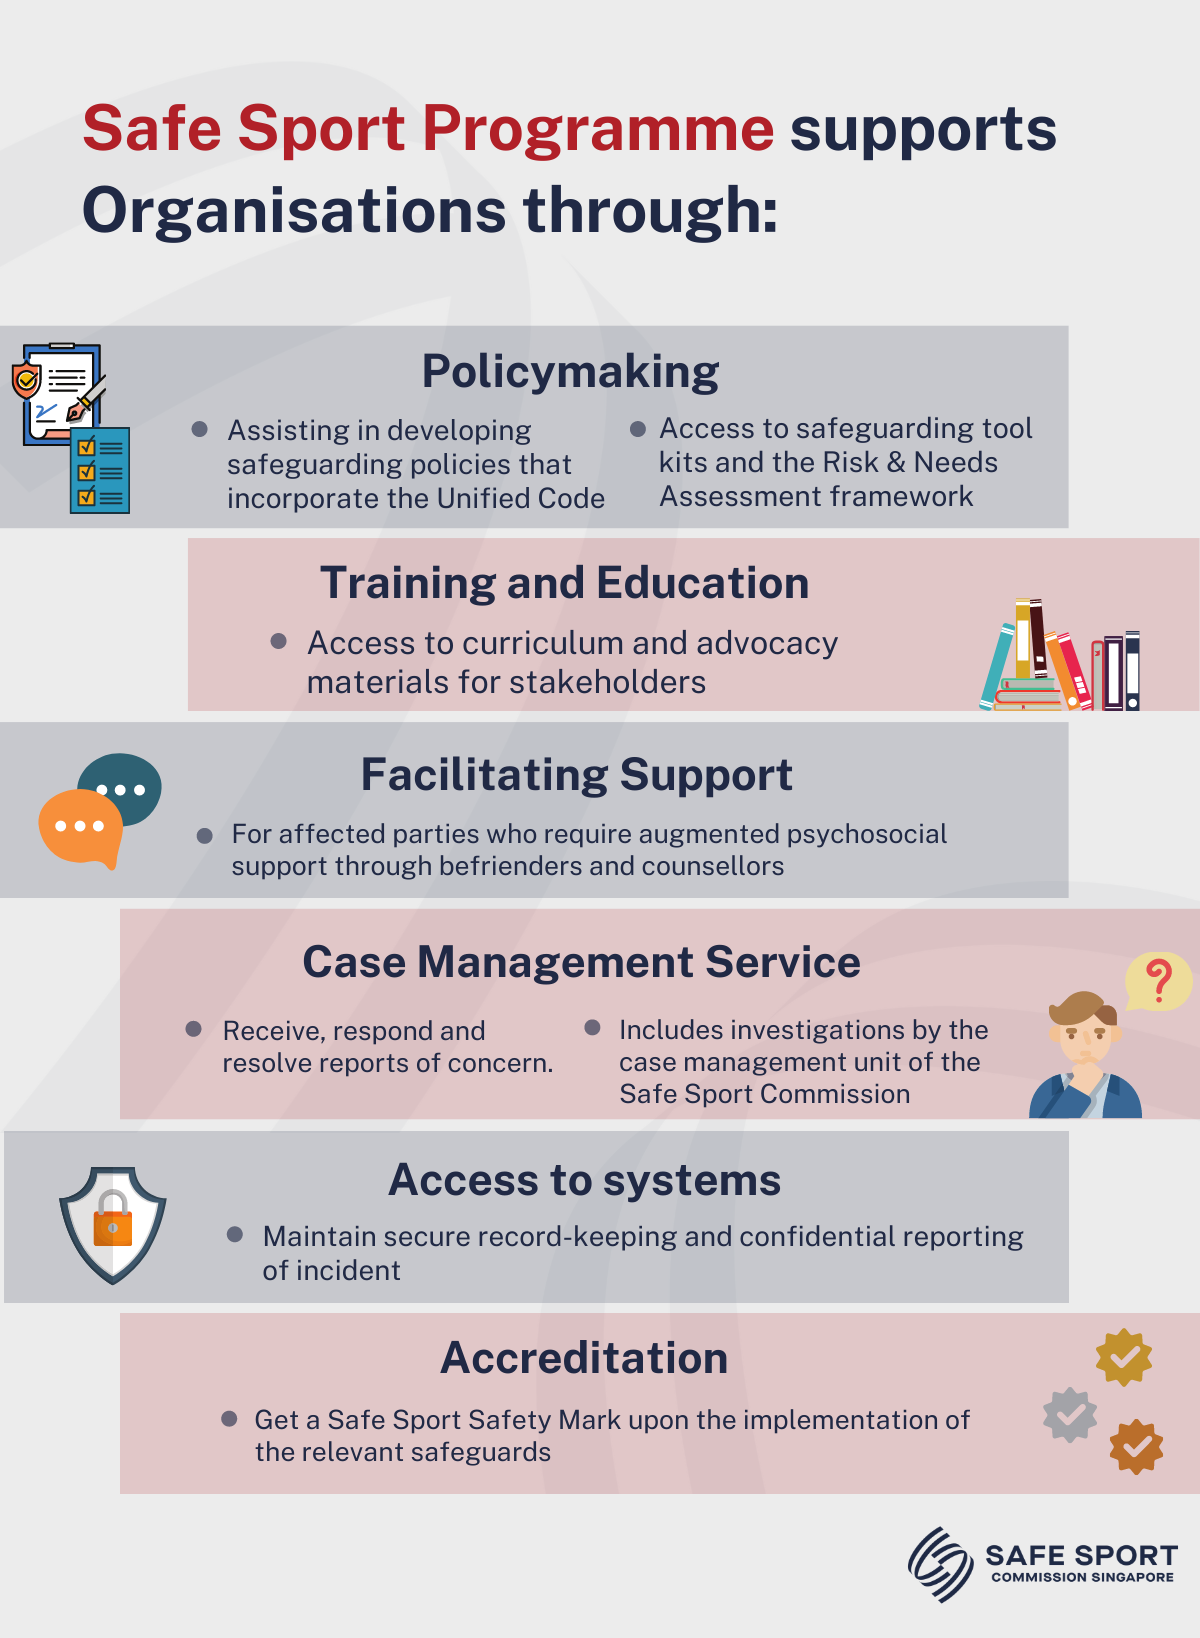 Safe Sport Programme supports
Organisations through:
Policymaking
Assisting in developing
safeguarding policies that
incorporate the Unified Code
Access to safeguarding tool
kits and the Risk & Needs
Assessment framework
Training and Education
Access to curriculum and advocacy
materials for stakeholders
Facilitating Support
For affected parties who require augmented psychosocial
support through befrienders and counsellors
Case Management Service
Receive, respond and
resolve reports of concern.
Includes investigations by the
case management unit of the
Safe Sport Commission
?
Access to systems
Maintain secure record-keeping and confidential reporting
of incident
Accreditation
Get a Safe Sport Safety Mark upon the implementation of
the relevant safeguards
SAFE SPORT
COMMISSION SINGAPORE